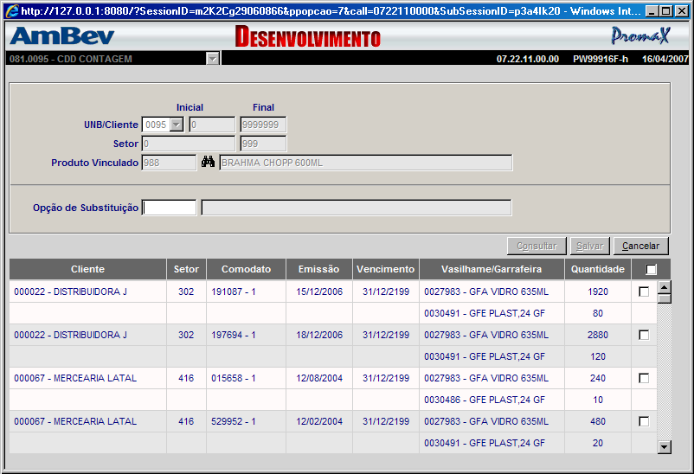 http://127.0.0.1:8080/?SessionID=m2K2Cg29060866&ppopcao=7&call=0722110000&SubSessionID=p3a4Ik20 - Windows Int...
AmBev DESENVOLVIMENTO PromaX
081.0095 - CDD CONTAGEM 07.22.11.00.00 PW99916F-h 16/04/2007
Inicial Final
UNB/Cliente 0095 0 9999999
Setor 0 999
Produto Vinculado 988 BRAHMA CHOPP 600ML
Opção de Substituição
Consultar Salvar Cancelar
Cliente Setor Comodato Emissão Vencimento Vasilhame/Garrafeira Quantidade
000022 - DISTRIBUIDORA J 302 191087 - 1 15/12/2006 31/12/2199 0027983 - GFA VIDRO 635ML 1920
0030491 - GFE PLAST,24 GF 80
000022 - DISTRIBUIDORA J 302 197694 - 1 18/12/2006 31/12/2199 0027983 - GFA VIDRO 635ML 2880
0030491 - GFE PLAST,24 GF 120
000067 - MERCEARIA LATAL 416 015658 - 1 12/08/2004 31/12/2199 0027983 - GFA VIDRO 635ML 240
0030486 - GFE PLAST,24 GF 10
000067 - MERCEARIA LATAL 416 529952 - 1 12/02/2004 31/12/2199 0027983 - GFA VIDRO 635ML 480
0030491 - GFE PLAST,24 GF 20